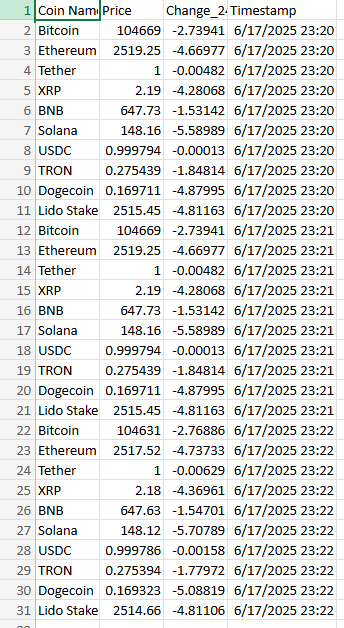 1 Coin Name Price Change_24 Timestamp
2 Bitcoin 104669 -2.73941 6/17/2025 23:20
3 Ethereum 2519.25 -4.66977 6/17/2025 23:20
4 Tether 1 -0.00482 6/17/2025 23:20
5 XRP 2.19 -4.28068 6/17/2025 23:20
6 BNB 647.73 -1.53142 6/17/2025 23:20
7 Solana 148.16 -5.58989 6/17/2025 23:20
8 USDC 0.999794 -0.00013 6/17/2025 23:20
9 TRON 0.275439 -1.84814 6/17/2025 23:20
10 Dogecoin 0.169711 -4.87995 6/17/2025 23:20
11 Lido Stake 2515.45 -4.81163 6/17/2025 23:20
12 Bitcoin 104669 -2.73941 6/17/2025 23:21
13 Ethereum 2519.25 -4.66977 6/17/2025 23:21
14 Tether 1 -0.00482 6/17/2025 23:21
15 XRP 2.19 -4.28068 6/17/2025 23:21
16 BNB 647.73 -1.53142 6/17/2025 23:21
17 Solana 148.16 -5.58989 6/17/2025 23:21
18 USDC 0.999794 -0.00013 6/17/2025 23:21
19 TRON 0.275439 -1.84814 6/17/2025 23:21
20 Dogecoin 0.169711 -4.87995 6/17/2025 23:21
21 Lido Stake 2515.45 -4.81163 6/17/2025 23:21
22 Bitcoin 104631 -2.76886 6/17/2025 23:22
23 Ethereum 2517.52 -4.73733 6/17/2025 23:22
24 Tether 1 -0.00629 6/17/2025 23:22
25 XRP 2.18 -4.36961 6/17/2025 23:22
26 BNB 647.63 -1.54701 6/17/2025 23:22
27 Solana 148.12 -5.70789 6/17/2025 23:22
28 USDC 0.999786 -0.00158 6/17/2025 23:22
29 TRON 0.275394 -1.77972 6/17/2025 23:22
30 Dogecoin 0.169323 -5.08819 6/17/2025 23:22
31 Lido Stake 2514.66 -4.81106 6/17/2025 23:22